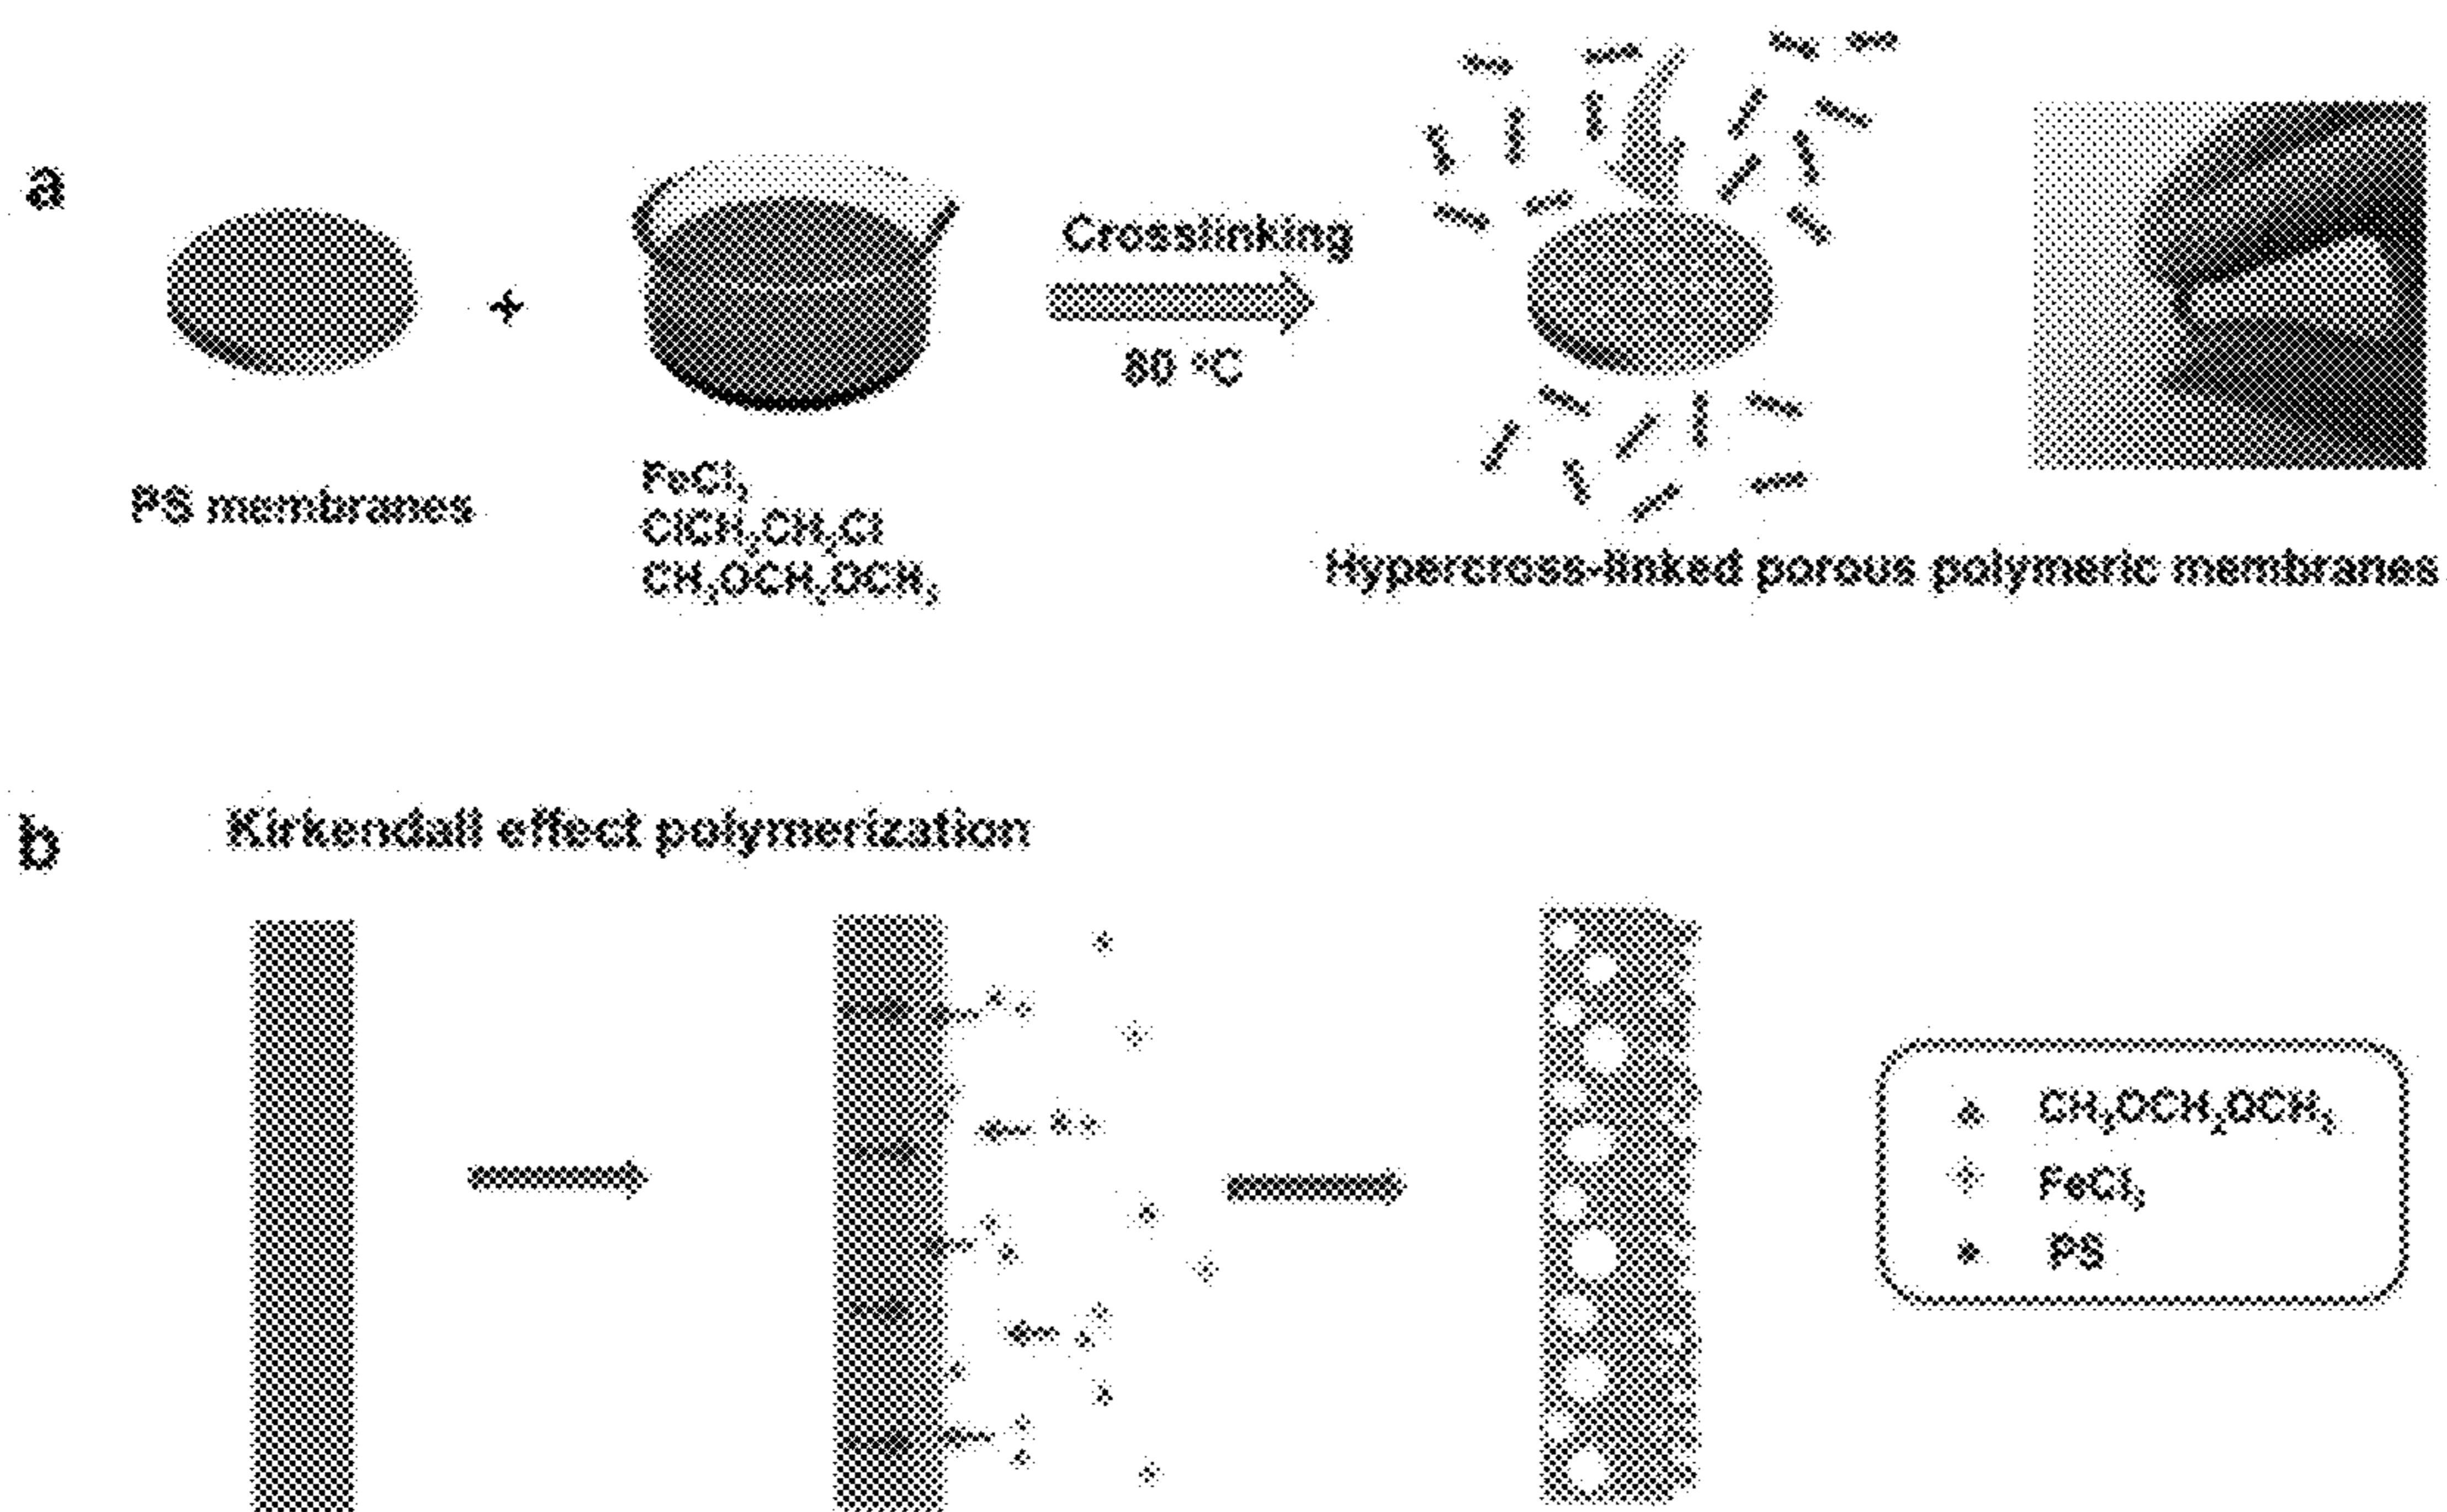 a
+
Crosslinking
80 °C
PS membranes
FeCl₃
ClCH₂CH₂Cl
CH₃OCH₂OCH₃
Hypercross-linked porous polymeric membranes
b
Kirkendall effect polymerization
CH₃OCH₂OCH₃
FeCl₃
PS